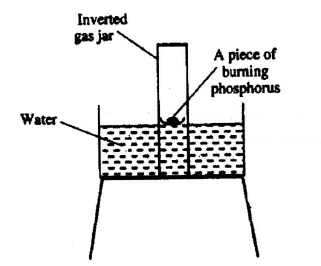 Inverted
gas jar
A piece of
burning
phosphorus
Water